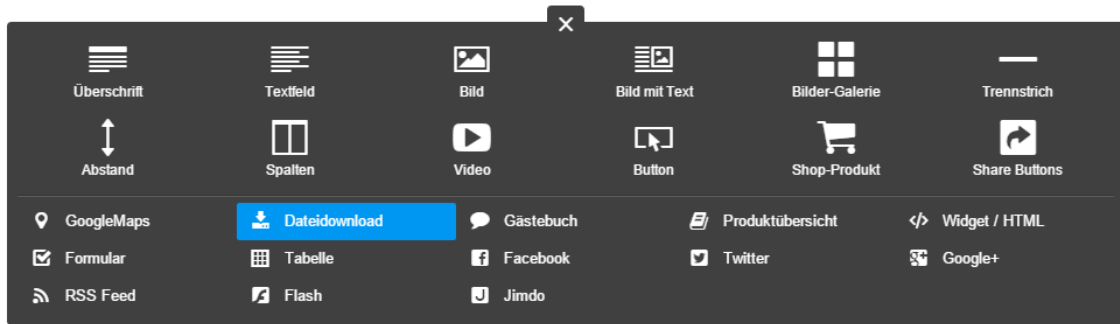 Überschrift Textfeld Bild Bild mit Text Bilder-Galerie Trennstrich
Abstand Spalten Video Button Shop-Produkt Share Buttons
GoogleMaps Dateidownload Gästebuch Produktübersicht Widget / HTML
Formular Tabelle Facebook Twitter Google+
RSS Feed Flash Jimdo